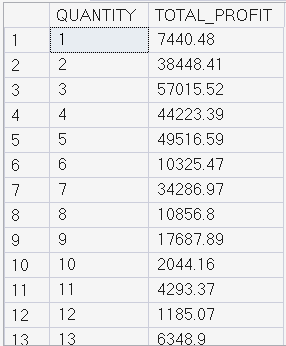 QUANTITY TOTAL_PROFIT
1 1 7440.48
2 2 38448.41
3 3 57015.52
4 4 44223.39
5 5 49516.59
6 6 10325.47
7 7 34286.97
8 8 10856.8
9 9 17687.89
10 10 2044.16
11 11 4293.37
12 12 1185.07
13 13 6348.9